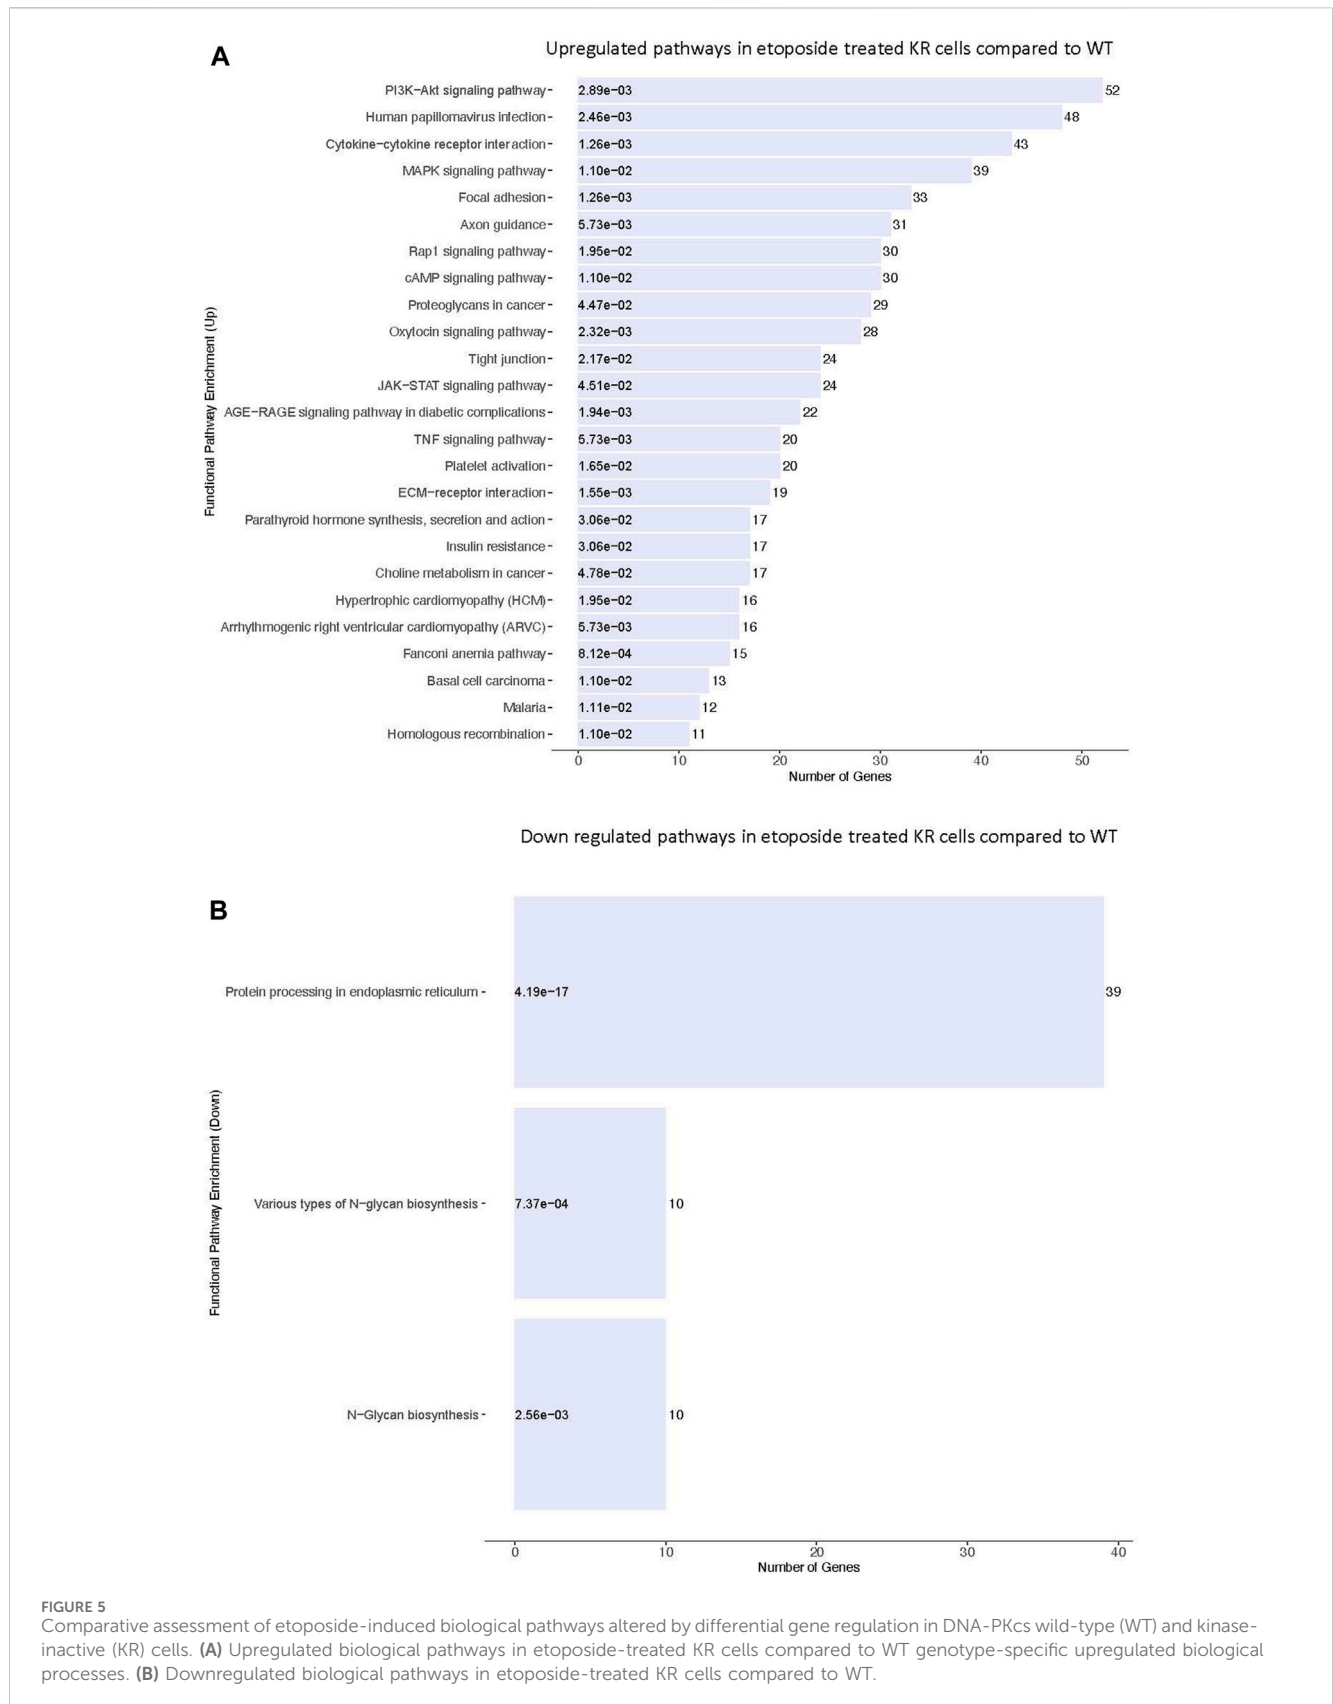 A
Upregulated pathways in etoposide treated KR cells compared to WT
Functional Pathway Enrichment (Up)
PI3K-Akt signaling pathway 2.89e-03 52
Human papillomavirus infection 2.46e-03 48
Cytokine-cytokine receptor interaction 1.26e-03 43
MAPK signaling pathway 1.10e-02 39
Focal adhesion 1.26e-03 33
Axon guidance 5.73e-03 31
Rap1 signaling pathway 1.95e-02 30
cAMP signaling pathway 1.10e-02 30
Proteoglycans in cancer 4.47e-02 29
Oxytocin signaling pathway 2.32e-03 28
Tight junction 2.17e-02 24
JAK-STAT signaling pathway 4.51e-02 24
AGE-RAGE signaling pathway in diabetic complications 1.94e-03 22
TNF signaling pathway 5.73e-03 20
Platelet activation 1.65e-02 20
ECM-receptor interaction 1.55e-03 19
Parathyroid hormone synthesis, secretion and action 3.06e-02 17
Insulin resistance 3.06e-02 17
Choline metabolism in cancer 4.78e-02 17
Hypertrophic cardiomyopathy (HCM) 1.95e-02 16
Arrhythmogenic right ventricular cardiomyopathy (ARVC) 5.73e-03 16
Fanconi anemia pathway 8.12e-04 15
Basal cell carcinoma 1.10e-02 13
Malaria 1.11e-02 12
Homologous recombination 1.10e-02 11
0 10 20 30 40 50
Number of Genes
Down regulated pathways in etoposide treated KR cells compared to WT
B
Functional Pathway Enrichment (Down)
Protein processing in endoplasmic reticulum 4.19e-17 39
Various types of N-glycan biosynthesis 7.37e-04 10
N-Glycan biosynthesis 2.56e-03 10
0 10 20 30 40
Number of Genes
FIGURE 5
Comparative assessment of etoposide-induced biological pathways altered by differential gene regulation in DNA-PKcs wild-type (WT) and kinase-
inactive (KR) cells. (A) Upregulated biological pathways in etoposide-treated KR cells compared to WT genotype-specific upregulated biological
processes. (B) Downregulated biological pathways in etoposide-treated KR cells compared to WT.